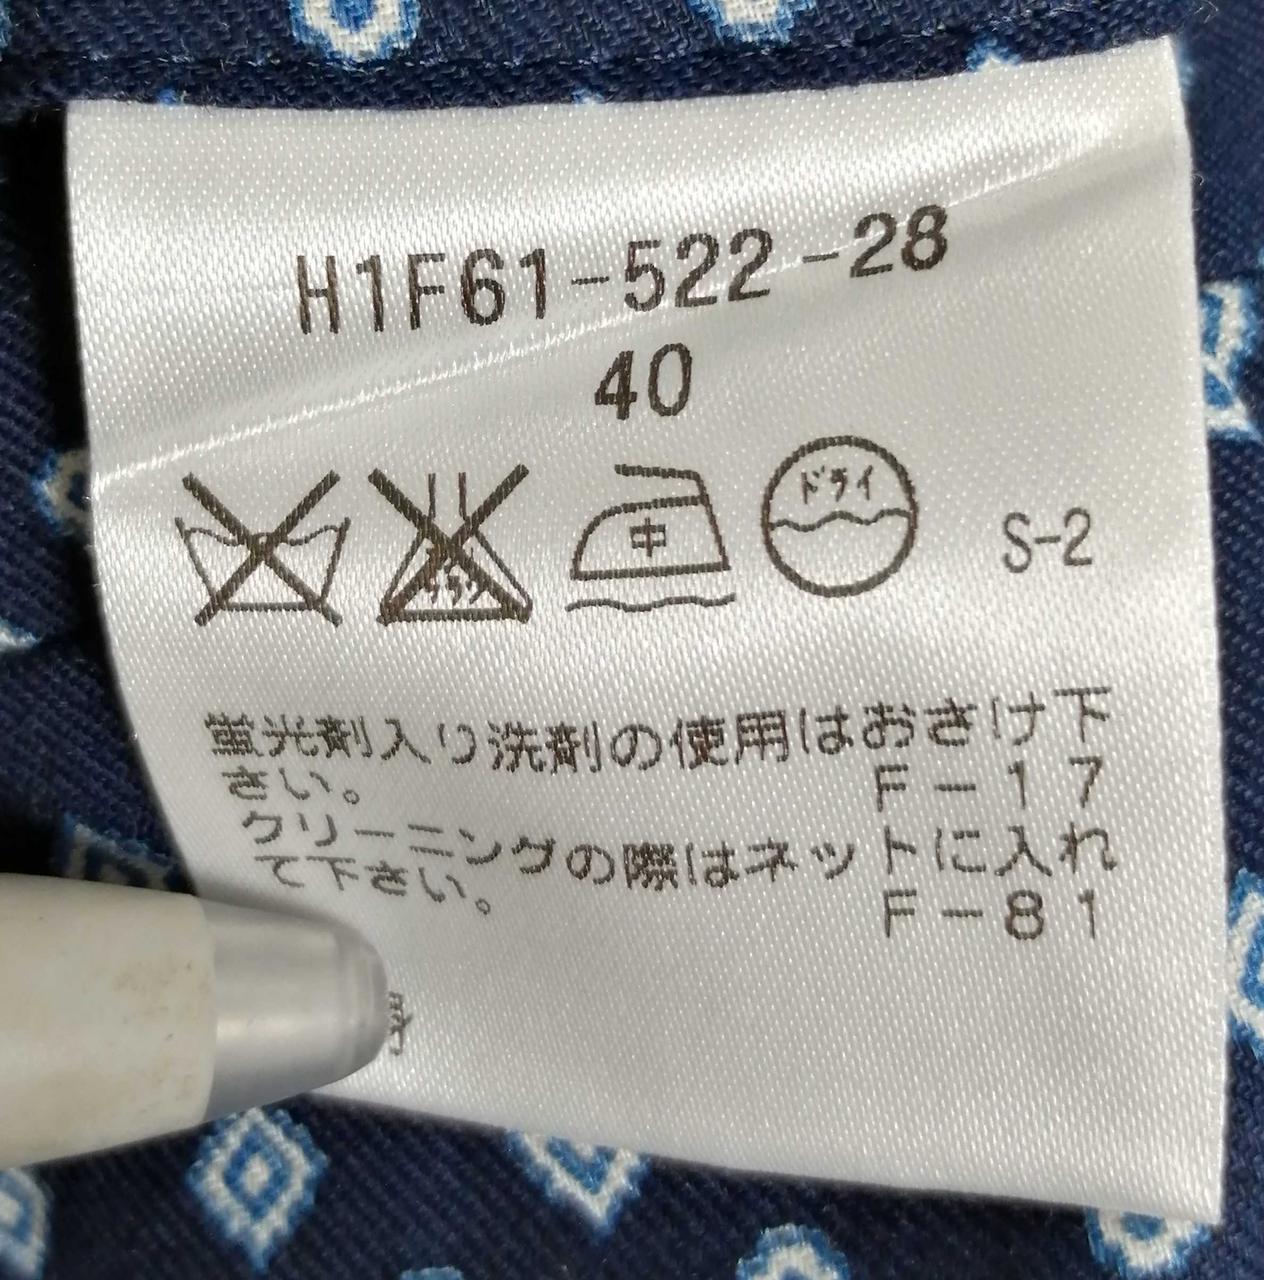 H1F61-522-28
40
中
ドライ
S-2
蛍光剤入り洗剤の使用はおさけ下
さい。 F-17
クリーニングの際はネットに入れ
て下さい。 F-81